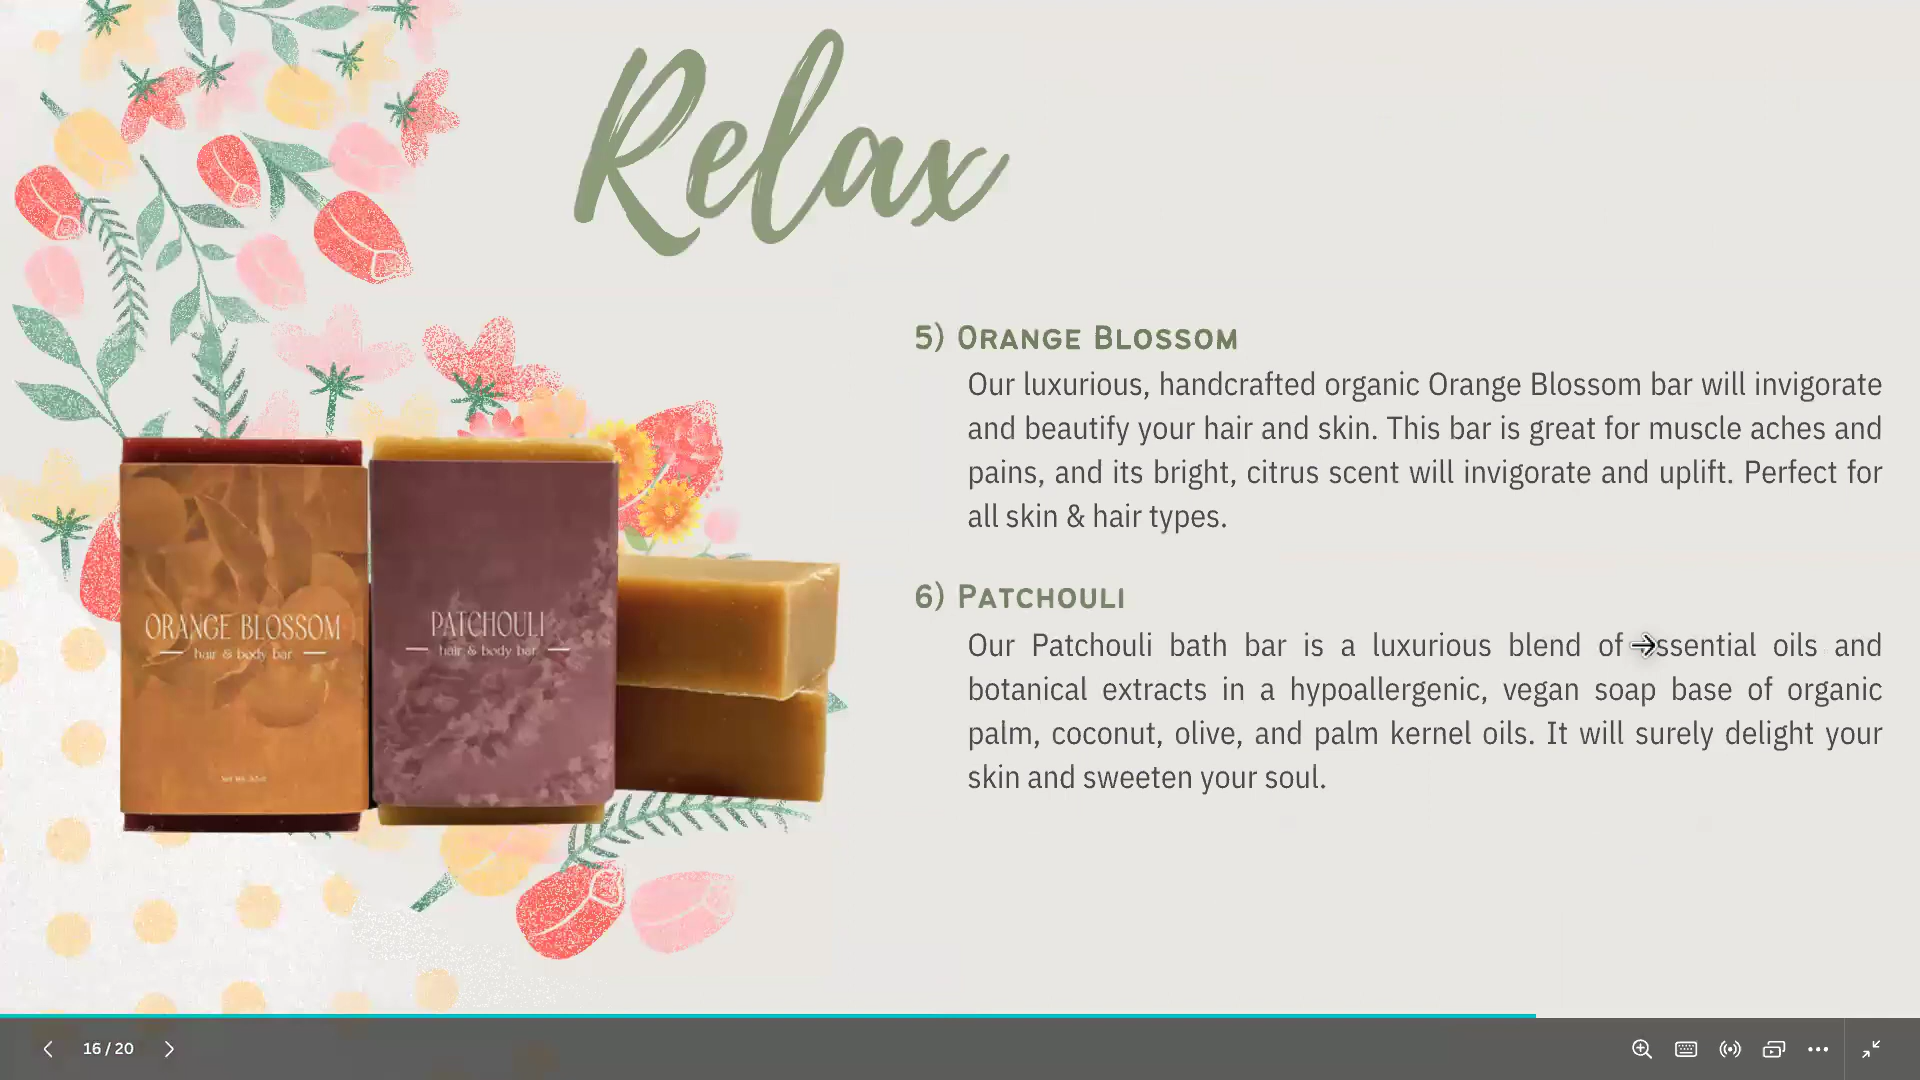 Relax
5) ORANGE BLOSSOM
Our luxurious, handcrafted organic Orange Blossom bar will invigorate
and beautify your hair and skin. This bar is great for muscle aches and
pains, and its bright, citrus scent will invigorate and uplift. Perfect for
all skin & hair types.
6) PATCHOULI
Our Patchouli bath bar is a luxurious blend of essential oils and
botanical extracts in a hypoallergenic, vegan soap base of organic
palm, coconut, olive, and palm kernel oils. It will surely delight your
skin and sweeten your soul.
ORANGE BLOSSOM
hair & body bar
PATCHOULI
hair & body bar
16 / 20